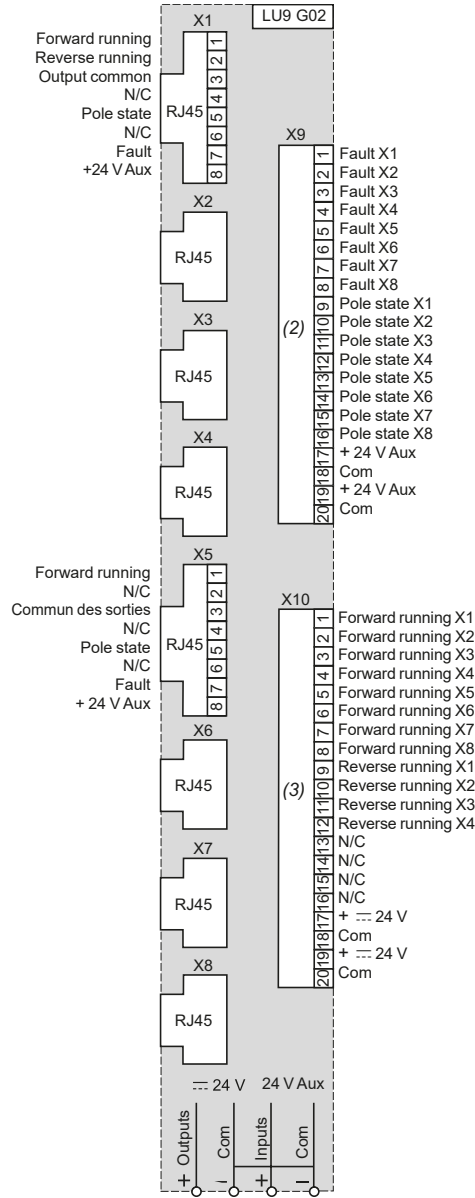 LU9 G02
X1
Forward running 1
Reverse running 2
Output common 3
N/C 4
Pole state 5
N/C 6
Fault 7
+24 V Aux 8
RJ45
X2
RJ45
X3
RJ45
X4
RJ45
X5
Forward running 1
N/C 2
Commun des sorties 3
N/C 4
Pole state 5
N/C 6
Fault 7
+ 24 V Aux 8
RJ45
X6
RJ45
X7
RJ45
X8
RJ45
X9
(2)
1 Fault X1
2 Fault X2
3 Fault X3
4 Fault X4
5 Fault X5
6 Fault X6
7 Fault X7
8 Fault X8
9 Pole state X1
10 Pole state X2
11 Pole state X3
12 Pole state X4
13 Pole state X5
14 Pole state X6
15 Pole state X7
16 Pole state X8
17 + 24 V Aux
18 Com
19 + 24 V Aux
20 Com
X10
(3)
1 Forward running X1
2 Forward running X2
3 Forward running X3
4 Forward running X4
5 Forward running X5
6 Forward running X6
7 Forward running X7
8 Forward running X8
9 Reverse running X1
10 Reverse running X2
11 Reverse running X3
12 Reverse running X4
13 N/C
14 N/C
15 N/C
16 N/C
17 + ⎓ 24 V
18 Com
19 + ⎓ 24 V
20 Com
⎓ 24 V
24 V Aux
+ Outputs
– Com
+ Inputs
– Com